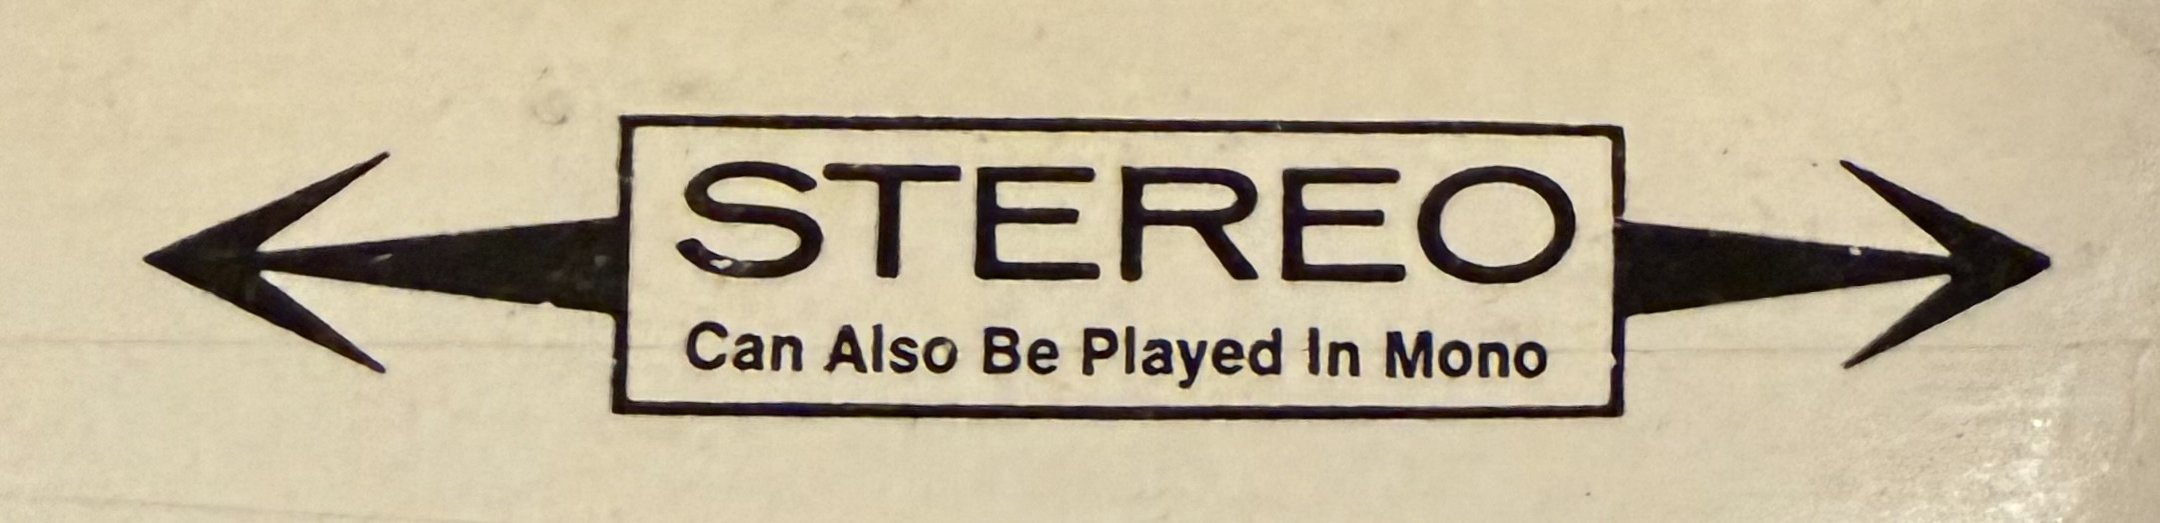 STEREO
Can Also Be Played In Mono